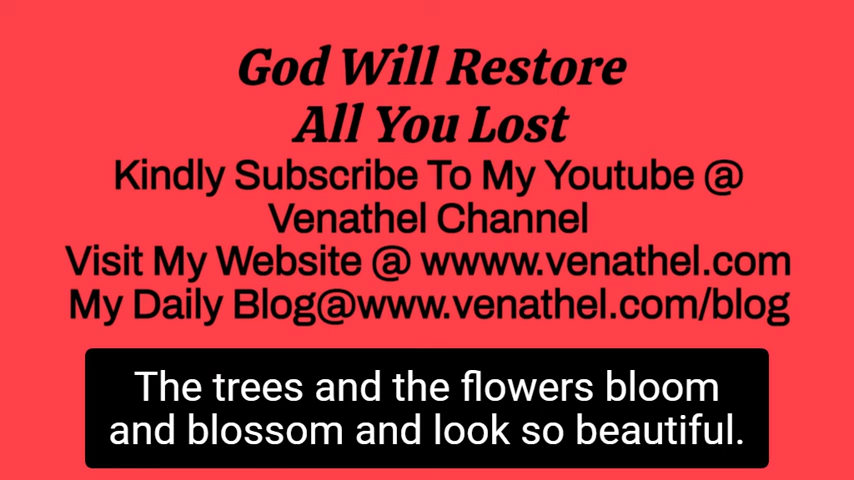 God Will Restore
All You Lost
Kindly Subscribe To My Youtube @
Venathel Channel
Visit My Website @ wwww.venathel.com
My Daily Blog@www.venathel.com/blog
The trees and the flowers bloom
and blossom and look so beautiful.